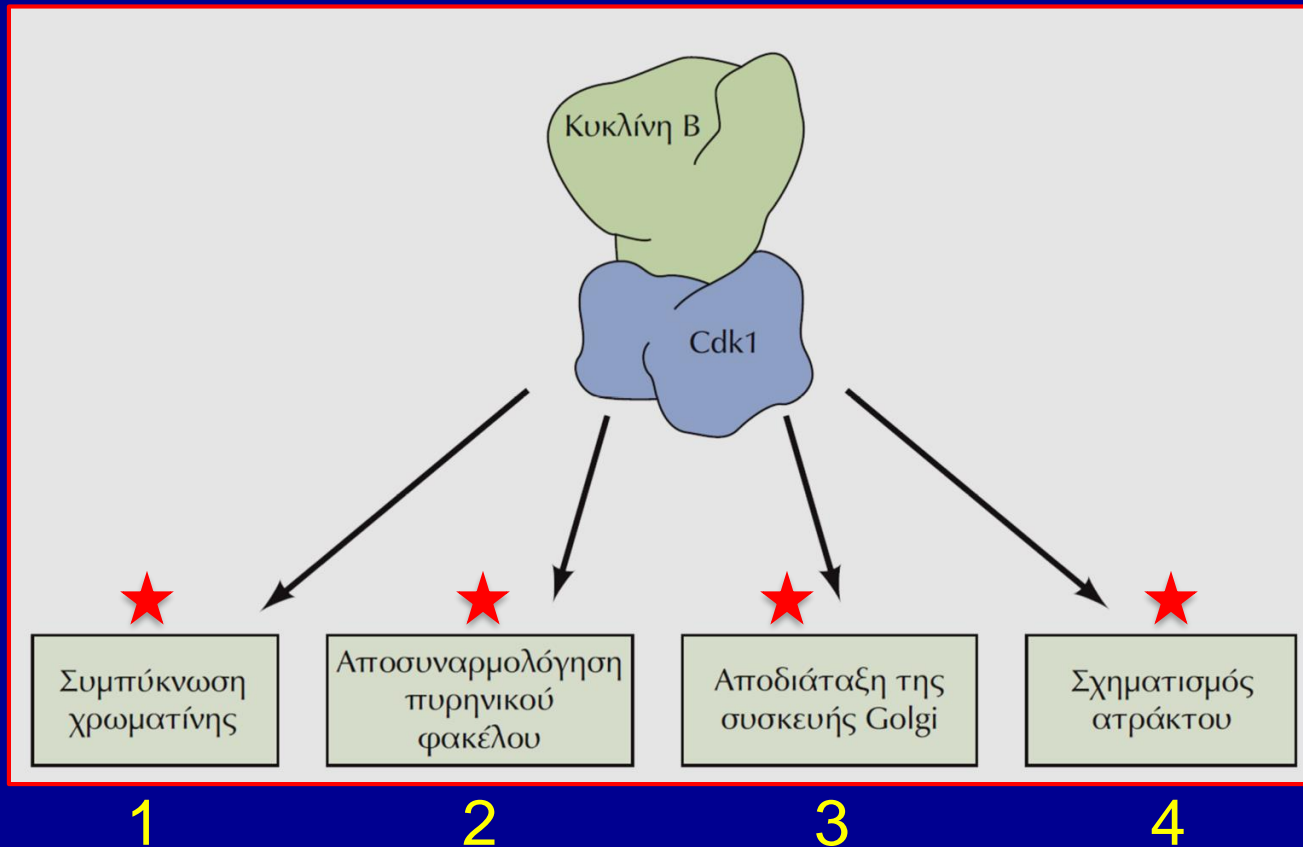 Κυκλίνη Β
Cdk1
Συμπύκνωση
χρωματίνης
Αποσυναρμολόγηση
πυρηνικού
φακέλου
Αποδιάταξη της
συσκευής Golgi
Σχηματισμός
ατράκτου
1
2
3
4